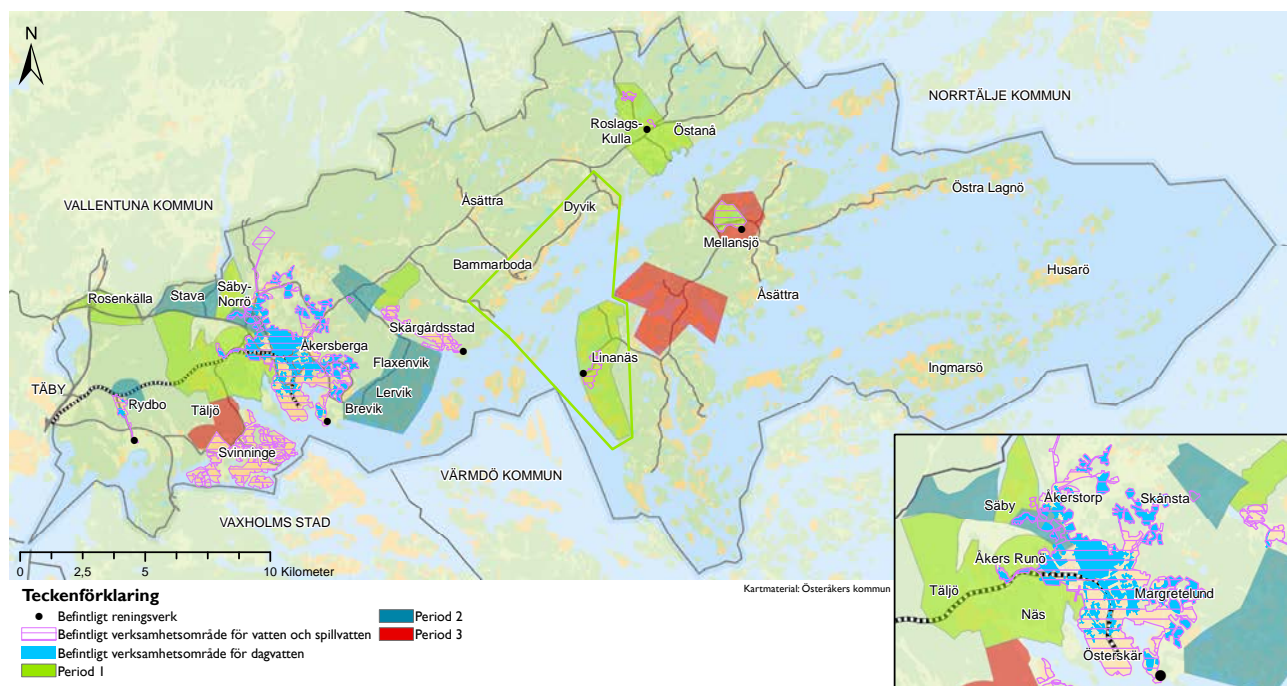 N
NORRTÄLJE KOMMUN
Roslags-
Kulla
Östanå
VALLENTUNA KOMMUN
Åsättra
Dyvik
Östra Lagnö
Mellansjö
Bammarboda
Husarö
Åsättra
Rosenkälla
Stava
Säby-
Norrö
Skärgårdsstad
Åkersberga
Flaxenvik
Linanäs
Ingmarsö
TÄBY
Rydbo
Täljö
Lervik
Brevik
Svinninge
VÄRMDÖ KOMMUN
VAXHOLMS STAD
0 2,5 5 10 Kilometer
Kartmaterial: Österåkers kommun
Säby
Åkerstorp
Skånsta
Åkers Runö
Täljö
Näs
Margretelund
Österskär
Teckenförklaring
Befintligt reningsverk
Befintligt verksamhetsområde för vatten och spillvatten
Befintligt verksamhetsområde för dagvatten
Period 1
Period 2
Period 3